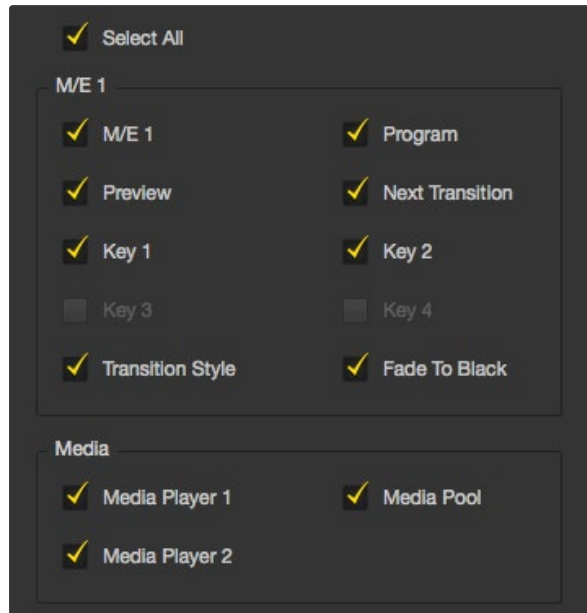 Select All
M/E 1
M/E 1 Program
Preview Next Transition
Key 1 Key 2
Key 3 Key 4
Transition Style Fade To Black
Media
Media Player 1 Media Pool
Media Player 2